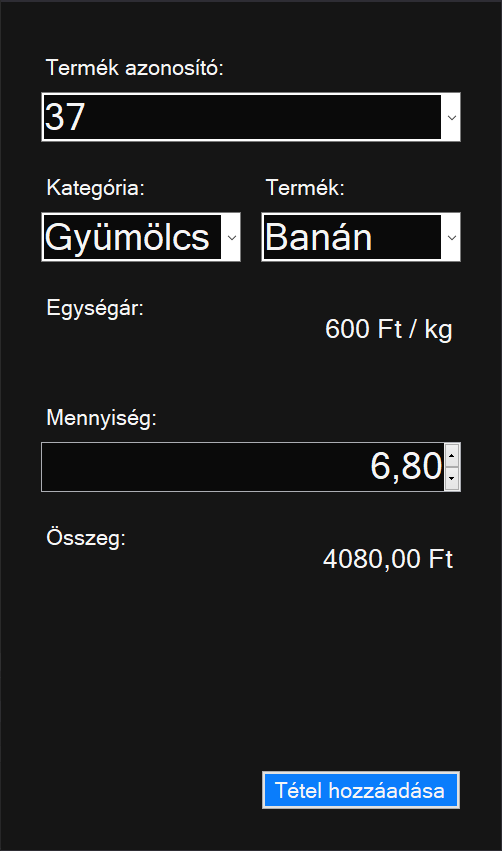 Termék azonosító:
37
Kategória: Termék:
Gyümölcs Banán
Egységár:
600 Ft / kg
Mennyiség:
6,80
Összeg:
4080,00 Ft
Tétel hozzáadása